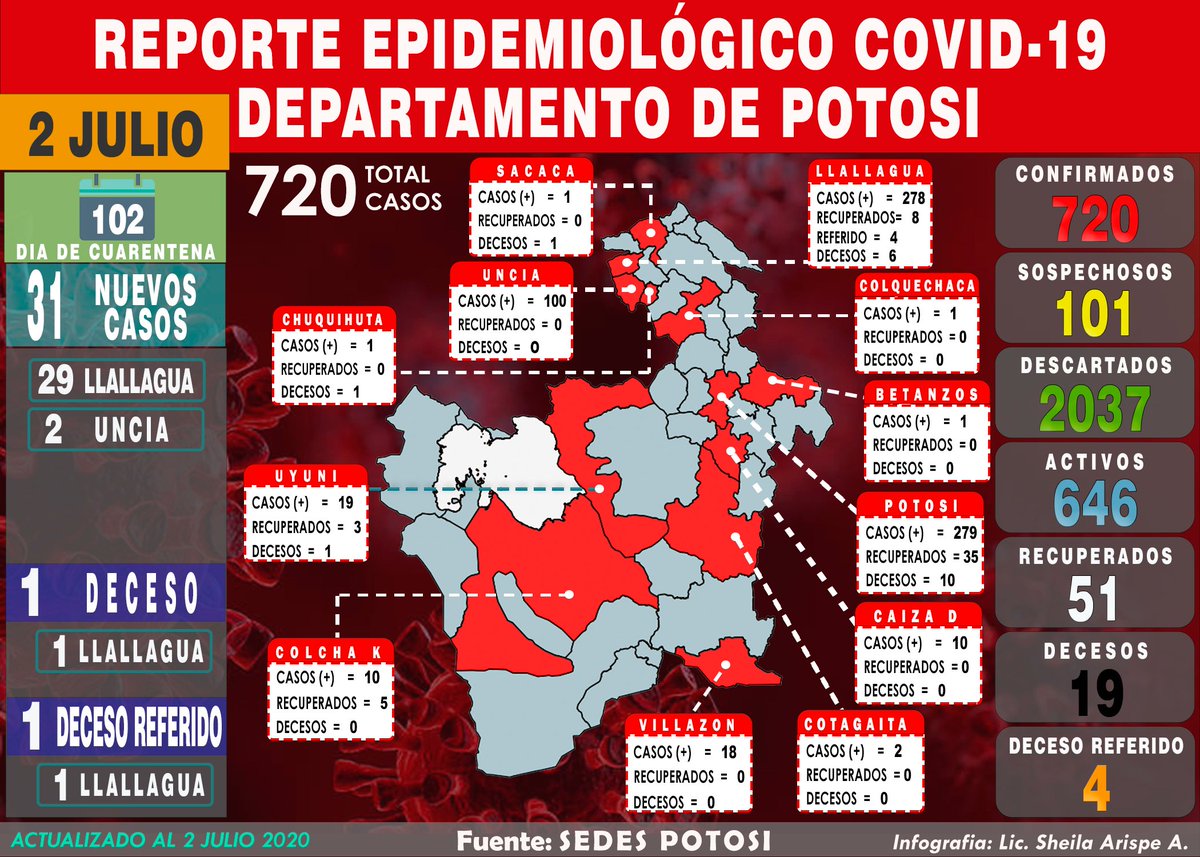 REPORTE EPIDEMIOLÓGICO COVID-19
DEPARTAMENTO DE POTOSI
2 JULIO
102
DIA DE CUARENTENA
31 NUEVOS CASOS
29 LLALLAGUA
2 UNCIA
1 DECESO
1 LLALLAGUA
1 DECESO REFERIDO
1 LLALLAGUA
720 TOTAL CASOS
SACACA
CASOS (+) = 1
RECUPERADOS = 0
DECESOS = 1
LLALLAGUA
CASOS (+) = 278
RECUPERADOS= 8
REFERIDO = 4
DECESOS = 6
UNCIA
CASOS (+) = 100
RECUPERADOS = 0
DECESOS = 0
COLQUECHACA
CASOS (+) = 1
RECUPERADOS =0
DECESOS = 0
CHUQUIHUTA
CASOS (+) = 1
RECUPERADOS = 0
DECESOS = 1
BETANZOS
CASOS (+) = 1
RECUPERADOS =0
DECESOS = 0
UYUNI
CASOS (+) = 19
RECUPERADOS = 3
DECESOS = 1
POTOSI
CASOS (+) = 279
RECUPERADOS =35
DECESOS = 10
CAIZA D
CASOS (+) = 10
RECUPERADOS =0
DECESOS = 0
COLCHA K
CASOS (+) = 10
RECUPERADOS = 5
DECESOS = 0
VILLAZON
CASOS (+) = 18
RECUPERADOS = 0
DECESOS = 0
COTAGAITA
CASOS (+) = 2
RECUPERADOS =0
DECESOS = 0
CONFIRMADOS
720
SOSPECHOSOS
101
DESCARTADOS
2037
ACTIVOS
646
RECUPERADOS
51
DECESOS
19
DECESO REFERIDO
4
ACTUALIZADO AL 2 JULIO 2020
Fuente: SEDES POTOSI
Infografia: Lic. Sheila Arispe A.